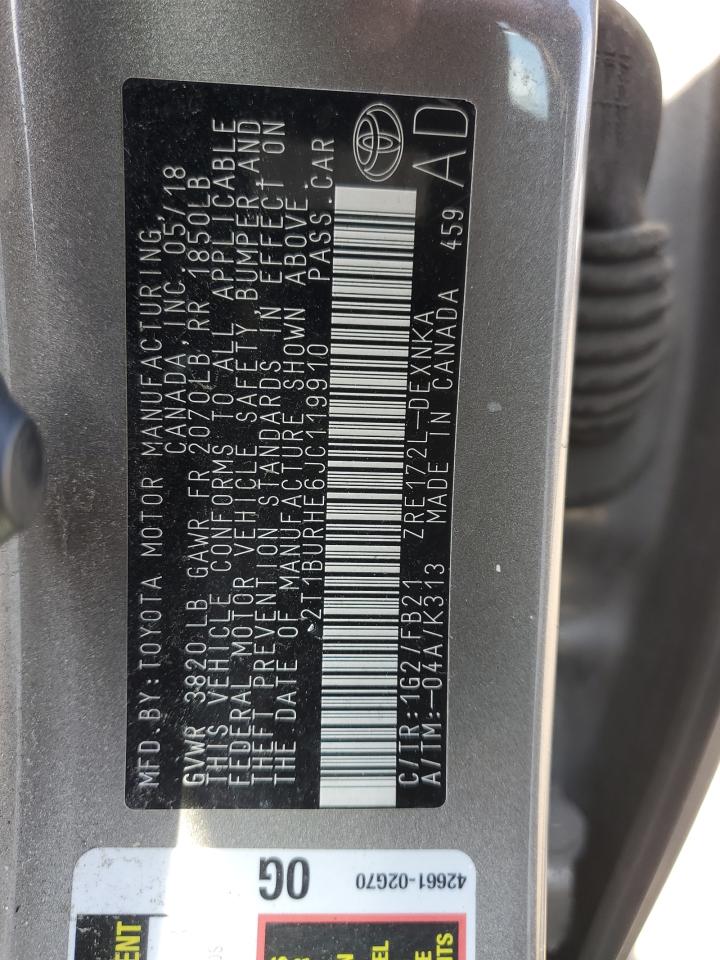 MFD.BY:TOYOTA MOTOR MANUFACTURING,
CANADA,INC. 05/18
GVWR 3820 LB GAWR FR 2070LB RR 1850LB
THIS VEHICLE CONFORMS TO ALL APPLICABLE
FEDERAL MOTOR VEHICLE SAFETY,BUMPER,AND
THEFT PREVENTION STANDARDS IN EFFECT ON
THE DATE OF MANUFACTURE SHOWN ABOVE.
2T1BURHE6JC119910 PASS.CAR
C/TR:1G2/FB21 ZRE172L-DEXNKA
A/TM:-04A/K313 MADE IN CANADA 459 AD
0G
42661-02G70